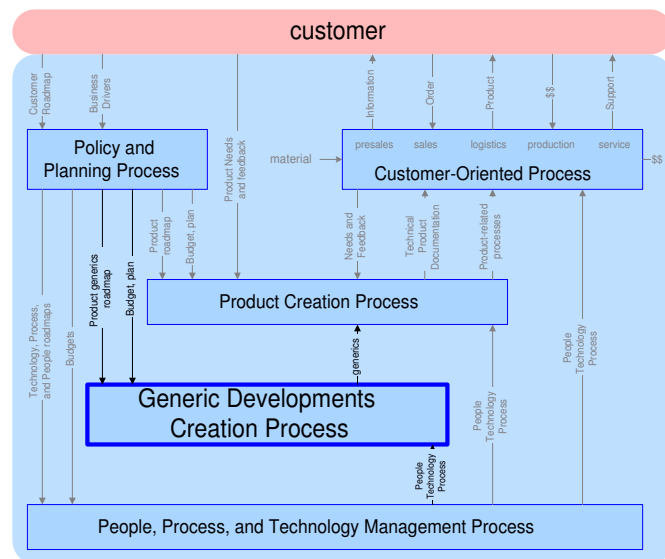 customer
Customer
Roadmap
Business
Drivers
Product Needs
and feedback
Information
Order
Product
$$
Support
Policy and
Planning Process
material
presales
sales
logistics
production
service
Customer-Oriented Process
$$
Technology, Process,
and People roadmaps
Budgets
Product generics
roadmap
Budget, plan
Product
roadmap
Budget, plan
Needs and
Feedback
Technical
Product
Documentation
Product-related
processes
Product Creation Process
generics
People
Technology
Process
People
Technology
Process
Generic Developments
Creation Process
People
Technology
Process
People, Process, and Technology Management Process